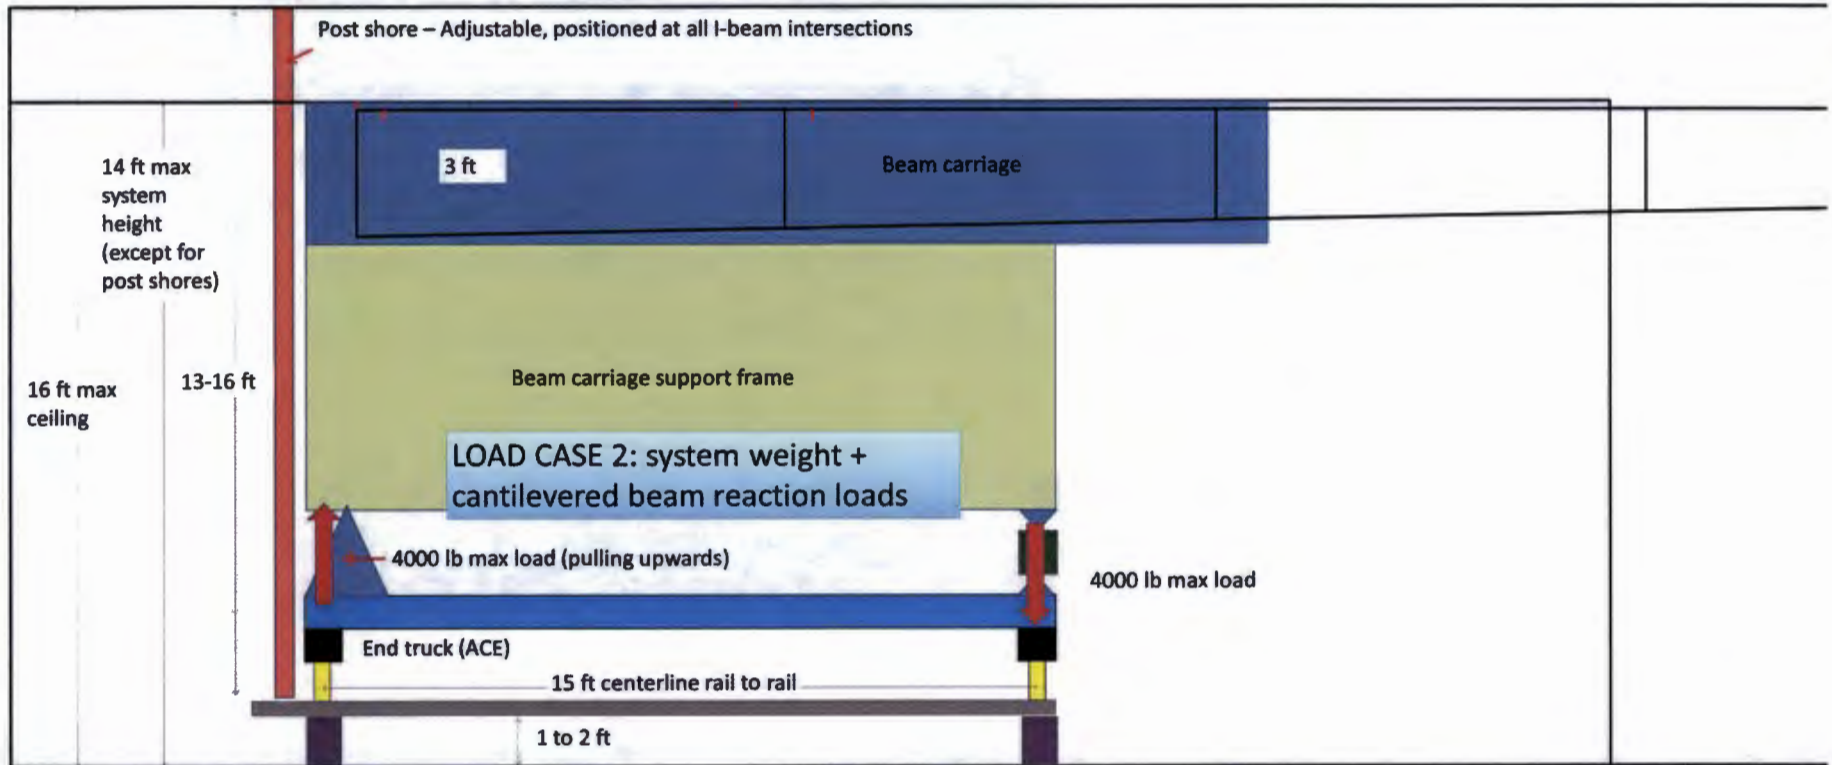 Post shore – Adjustable, positioned at all I-beam intersections
3 ft
Beam carriage
14 ft max
system
height
(except for
post shores)
16 ft max
ceiling
13-16 ft
Beam carriage support frame
LOAD CASE 2: system weight +
cantilevered beam reaction loads
4000 lb max load (pulling upwards)
4000 lb max load
End truck (ACE)
15 ft centerline rail to rail
1 to 2 ft